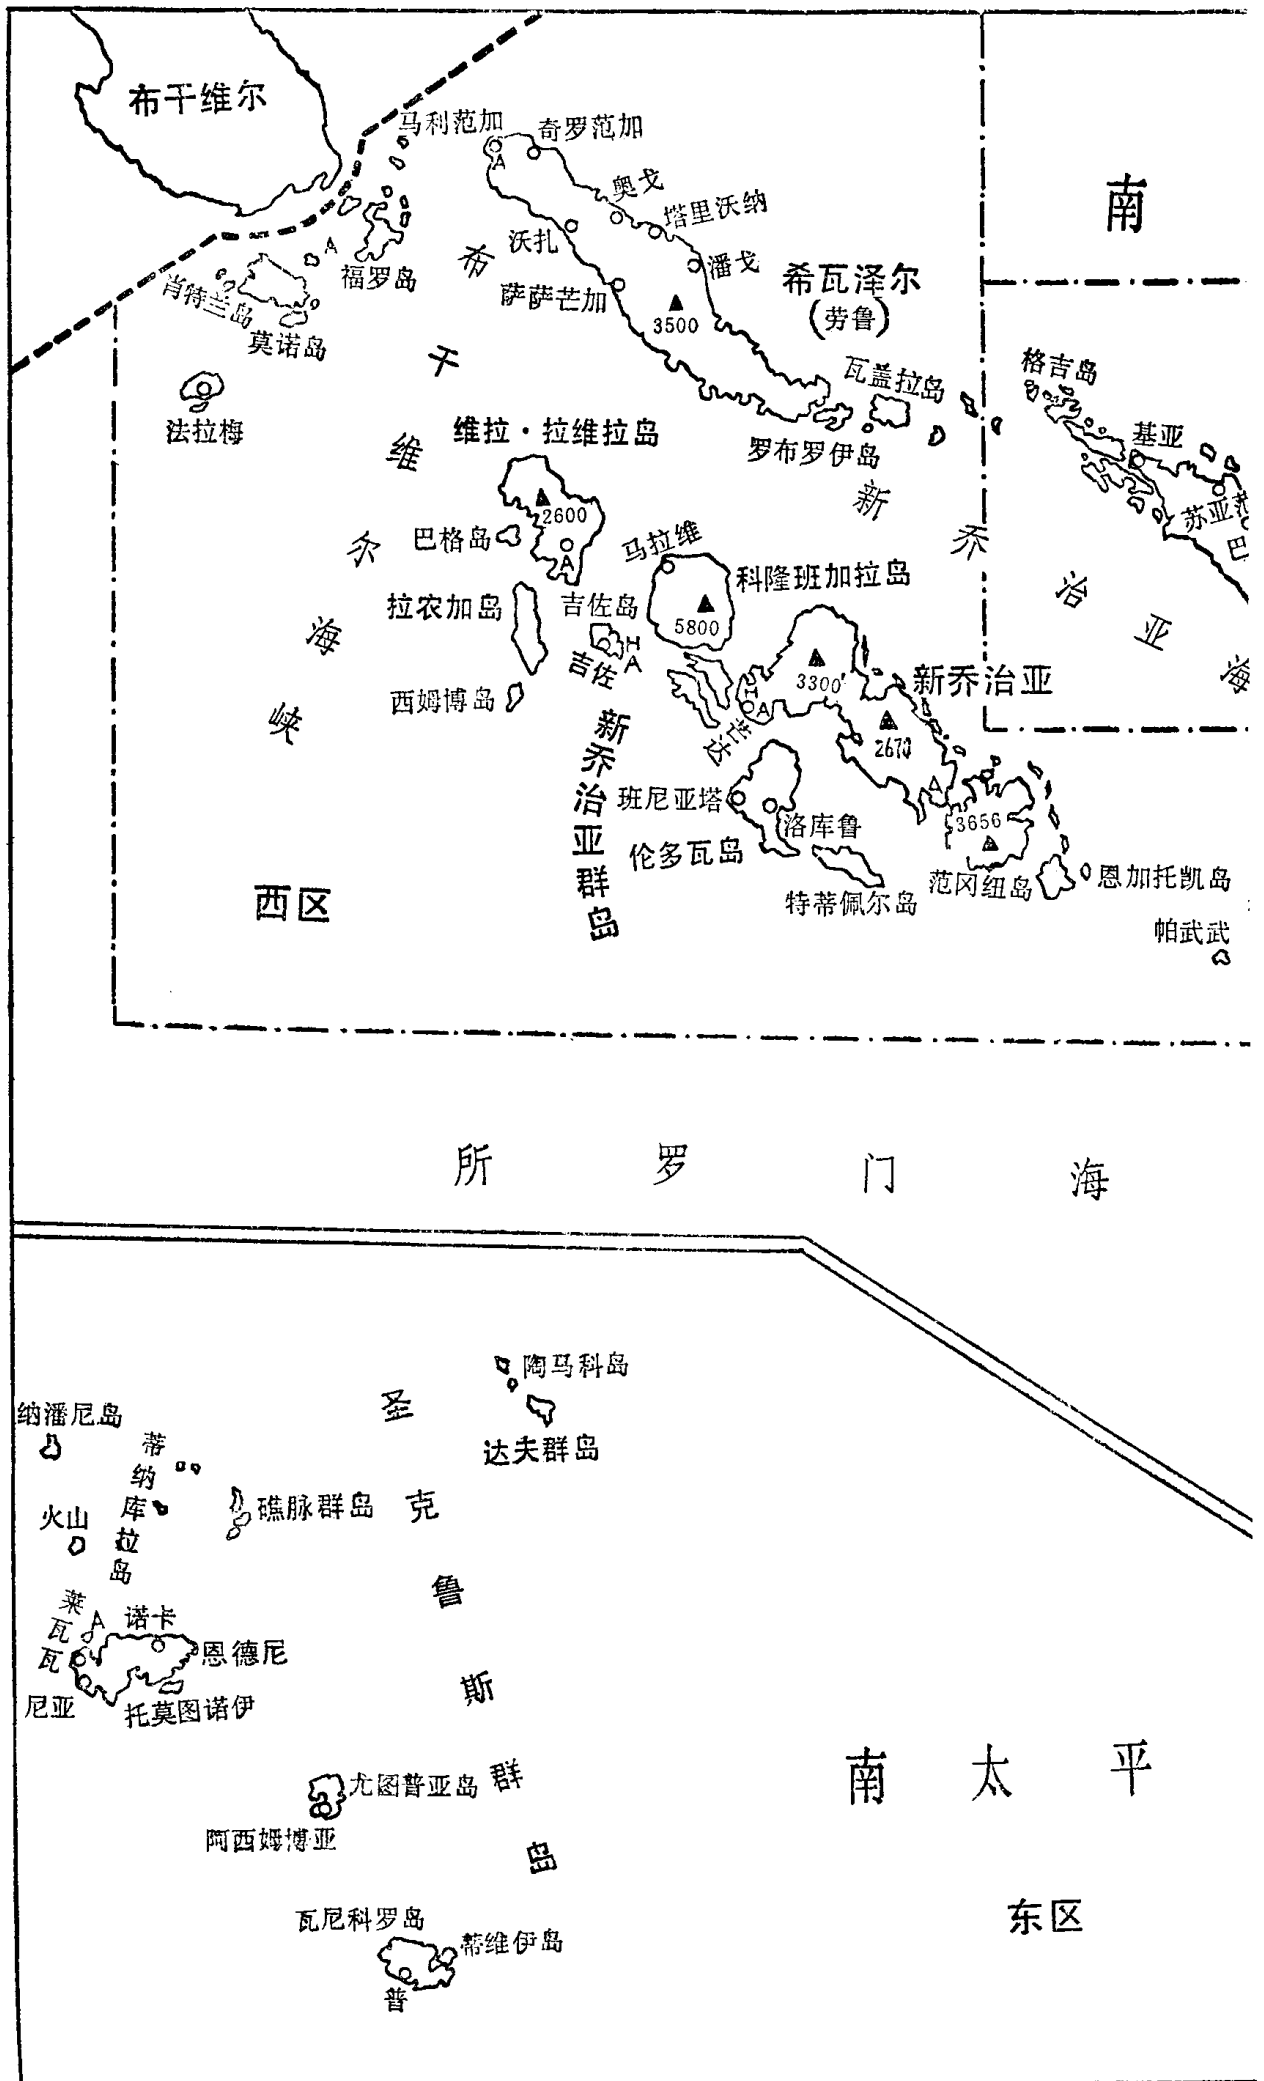 布干维尔
马利范加
奇罗范加
A
奥戈
塔里沃纳
沃扎
潘戈
萨萨芒加
3500
希瓦泽尔
(劳鲁)
南
A
福罗岛
肖特兰岛
莫诺岛
法拉梅
布干维尔海峡
瓦盖拉岛
罗布罗伊岛
格吉岛
基亚
苏亚
巴
维拉·拉维拉岛
2600
巴格岛
A
马拉维
科隆班加拉岛
5800
新乔治亚海
拉农加岛
吉佐岛
H
A
吉佐
西姆博岛
3300
新乔治亚
2670
H
A
芒达
A
新乔治亚群岛
班尼亚塔
洛库鲁
伦多瓦岛
特蒂佩尔岛
3656
范冈纽岛
恩加托凯岛
帕武武
西区
所罗门海
陶马科岛
达夫群岛
纳潘尼岛
蒂纳库拉岛
礁脉群岛
火山
圣克鲁斯群岛
莱瓦瓦
A
诺卡
恩德尼
尼亚
托莫图诺伊
尤图普亚岛
阿西姆博亚
瓦尼科罗岛
蒂维伊岛
普
南太平
东区